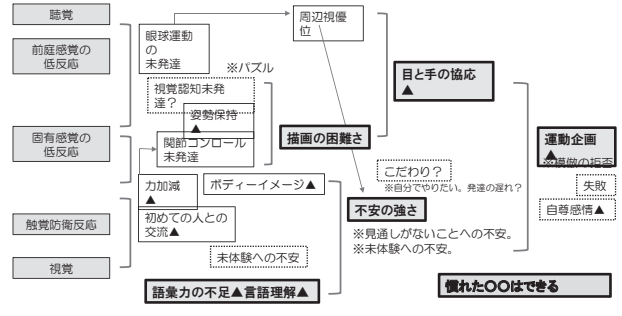 聴覚
前庭感覚の
低反応
固有感覚の
低反応
触覚防衛反応
視覚
眼球運動
の
未発達
※パズル
視覚認知未発
達？
姿勢保持
▲
関節コンロール
未発達
力加減
▲
初めての人との
交流▲
ボディーイメージ▲
未体験への不安
語彙力の不足▲言語理解▲
周辺視優
位
描画の困難さ
目と手の協応
▲
こだわり？
※自分でやりたい。発達の遅れ？
不安の強さ
※見通しがないことへの不安。
※未体験への不安。
運動企画
▲
※模倣の拒否
失敗
自尊感情▲
慣れた〇〇はできる